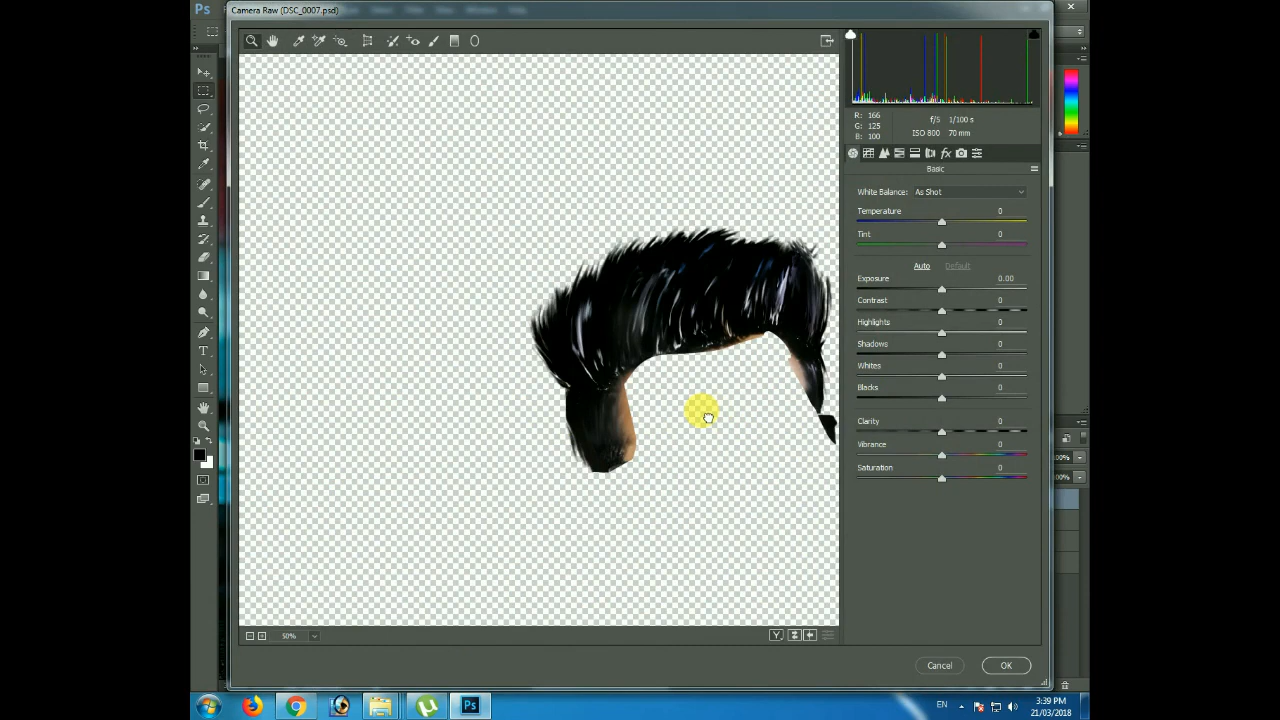 Ps
Camera Raw (DSC_0007.psd)
R: 166
G: 125
B: 100
f/5 1/100 s
ISO 800 70 mm
fx
Basic
White Balance: As Shot
Temperature 0
Tint 0
Auto Default
Exposure 0.00
Contrast 0
Highlights 0
Shadows 0
Whites 0
Blacks 0
Clarity 0
Vibrance 0
Saturation 0
T
50%
Y
Cancel OK
Ps
EN
3:39 PM
21/03/2018